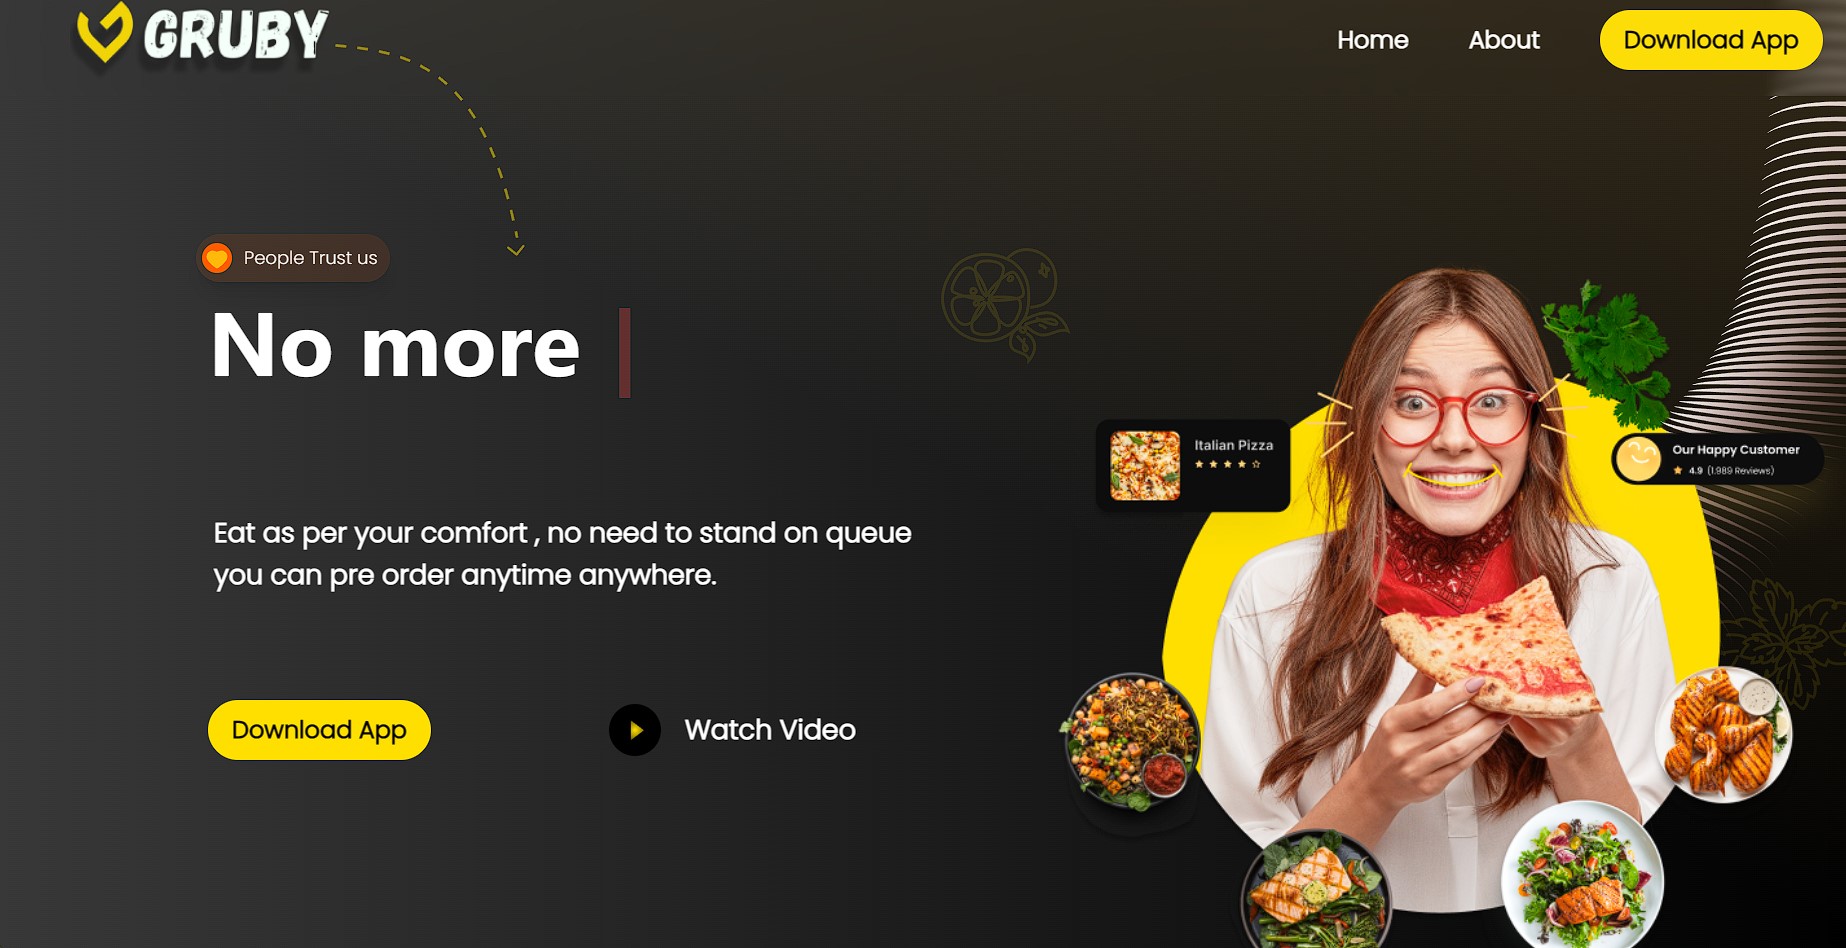 GRUBY
Home
About
Download App
People Trust us
No more
Eat as per your comfort , no need to stand on queue
you can pre order anytime anywhere.
Download App
Watch Video
Italian Pizza
Our Happy Customer
4.9 (1.989 Reviews)